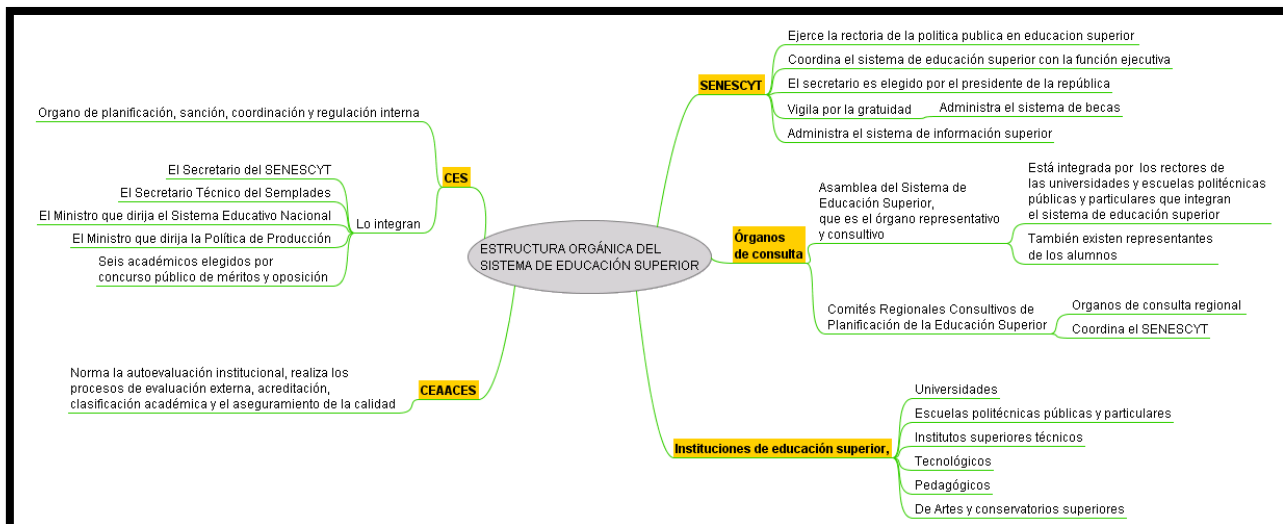 ESTRUCTURA ORGÁNICA DEL
SISTEMA DE EDUCACIÓN SUPERIOR
SENESCYT
Ejerce la rectoria de la politica publica en educacion superior
Coordina el sistema de educación superior con la función ejecutiva
El secretario es elegido por el presidente de la república
Vigila por la gratuidad
Administra el sistema de becas
Administra el sistema de información superior
Órganos
de consulta
Asamblea del Sistema de
Educación Superior,
que es el órgano representativo
y consultivo
Está integrada por los rectores de
las universidades y escuelas politécnicas
públicas y particulares que integran
el sistema de educación superior
También existen representantes
de los alumnos
Comités Regionales Consultivos de
Planificación de la Educación Superior
Organos de consulta regional
Coordina el SENESCYT
Instituciones de educación superior,
Universidades
Escuelas politécnicas públicas y particulares
Institutos superiores técnicos
Tecnológicos
Pedagógicos
De Artes y conservatorios superiores
CES
Organo de planificación, sanción, coordinación y regulación interna
Lo integran
El Secretario del SENESCYT
El Secretario Técnico del Semplades
El Ministro que dirija el Sistema Educativo Nacional
El Ministro que dirija la Política de Producción
Seis académicos elegidos por
concurso público de méritos y oposición
CEAACES
Norma la autoevaluación institucional, realiza los
procesos de evaluación externa, acreditación,
clasificación académica y el aseguramiento de la calidad